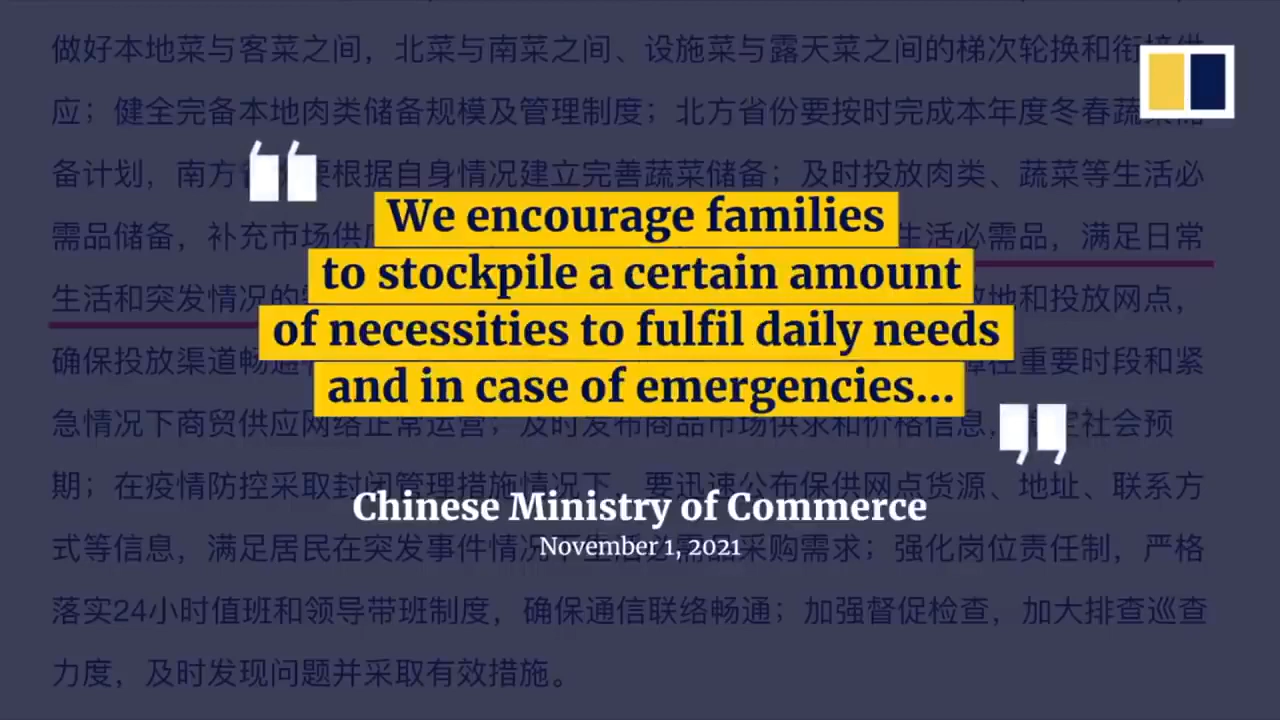 做好本地菜与客菜之间，北菜与南菜之间、设施菜与露天菜之间的梯次轮换和衔接供
应；健全完备本地肉类储备规模及管理制度；北方省份要按时完成本年度冬春蔬菜储
备计划，南方 要根据自身情况建立完善蔬菜储备；及时投放肉类、蔬菜等生活必
We encourage families
需品储备，补充市场供应 生活必需品，满足日常
to stockpile a certain amount
生活和突发情况的 地和投放网点，
of necessities to fulfil daily needs
确保投放渠道畅通 重要时段和紧
and in case of emergencies...
急情况下商贸供应网络正常运营；及时发布商品市场供求和价格信息， 定社会预
期；在疫情防控采取封闭管理措施情况下，要迅速公布保供网点货源、地址、联系方
Chinese Ministry of Commerce
式等信息，满足居民在突发事件情况 生活必需品采购需求；强化岗位责任制，严格
November 1, 2021
落实24小时值班和领导带班制度，确保通信联络畅通；加强督促检查，加大排查巡查
力度，及时发现问题并采取有效措施。